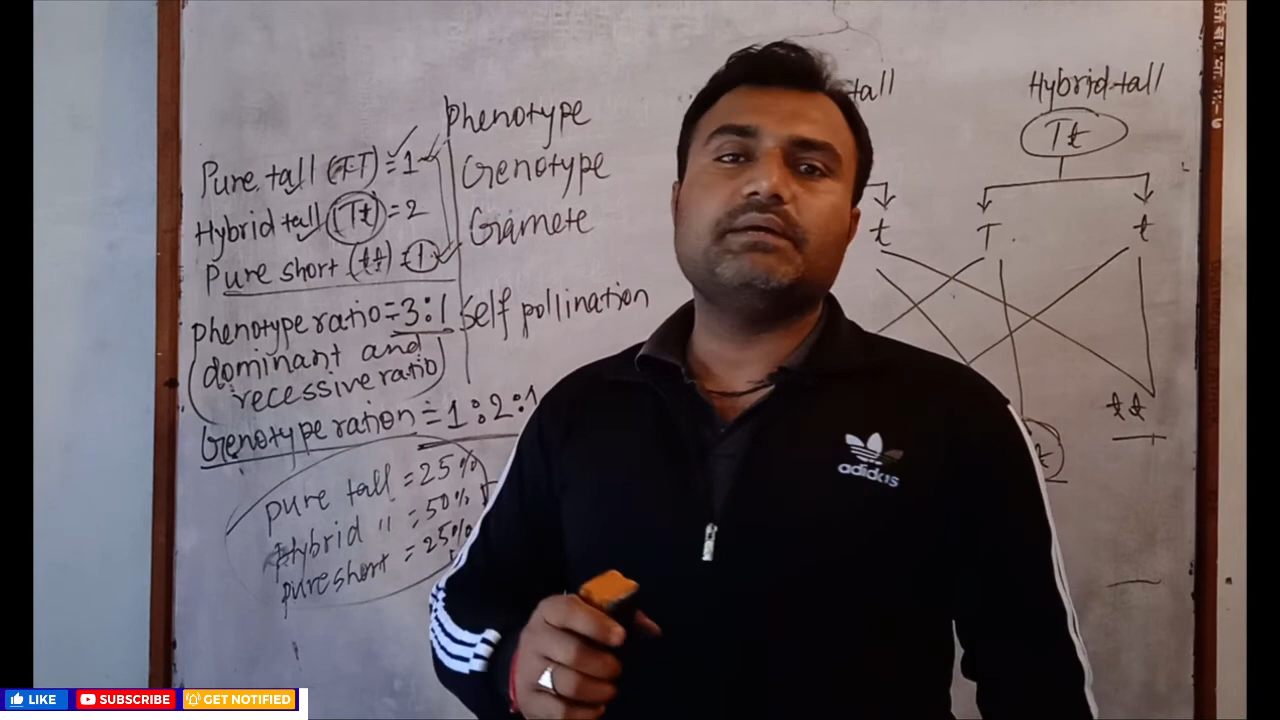 Pure tall (TT) = 1
Hybrid tall (Tt) = 2
Pure short (tt) = 1
phenotype ratio = 3:1
dominant and
recessive ratio
Genotype ration = 1:2:1
pure tall = 25%
Hybrid " = 50%
pure short = 25%
phenotype
Genotype
Gamete
Self pollination
tall
Hybrid tall
Tt
t T t
tt
t
adidas
LIKE
SUBSCRIBE
GET NOTIFIED